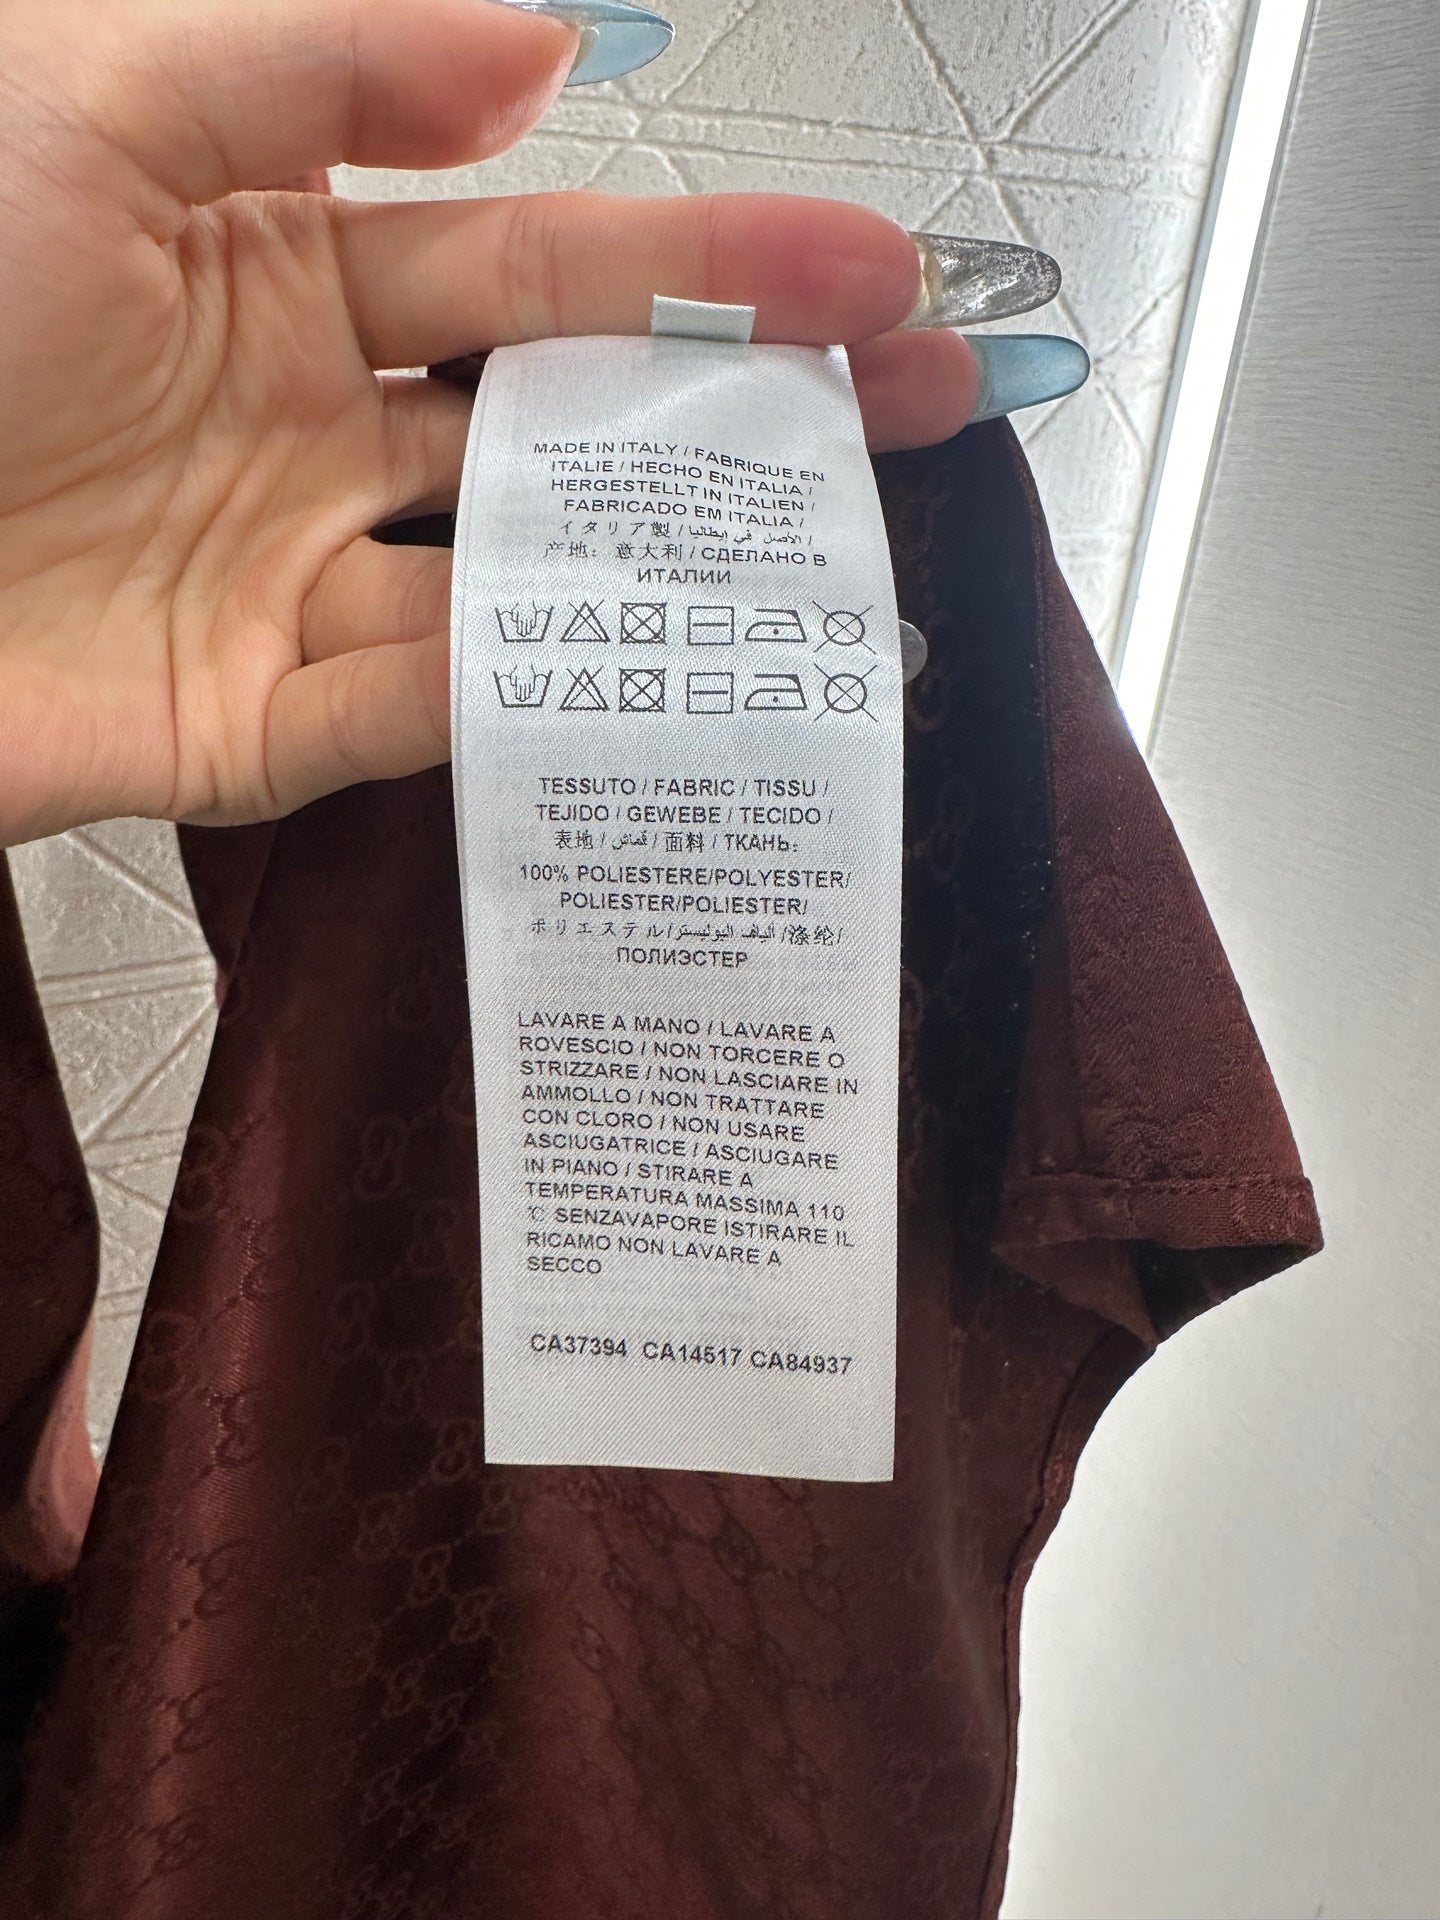 MADE IN ITALY / FABRIQUE EN
ITALIE / HECHO EN ITALIA /
HERGESTELLT IN ITALIEN /
FABRICADO EM ITALIA /
イタリア製 / الاصل في إيطاليا /
产地：意大利 / СДЕЛАНО В
ИТАЛИИ
TESSUTO / FABRIC / TISSU /
TEJIDO / GEWEBE / TECIDO /
表地 / قماش / 面料 / ТКАНЬ:
100% POLIESTERE/POLYESTER/
POLIESTER/POLIESTER/
ポリエステル/الياف البوليستر/涤纶/
ПОЛИЭСТЕР
LAVARE A MANO / LAVARE A
ROVESCIO / NON TORCERE O
STRIZZARE / NON LASCIARE IN
AMMOLLO / NON TRATTARE
CON CLORO / NON USARE
ASCIUGATRICE / ASCIUGARE
IN PIANO / STIRARE A
TEMPERATURA MASSIMA 110
℃ SENZAVAPORE ISTIRARE IL
RICAMO NON LAVARE A
SECCO
CA37394 CA14517 CA84937